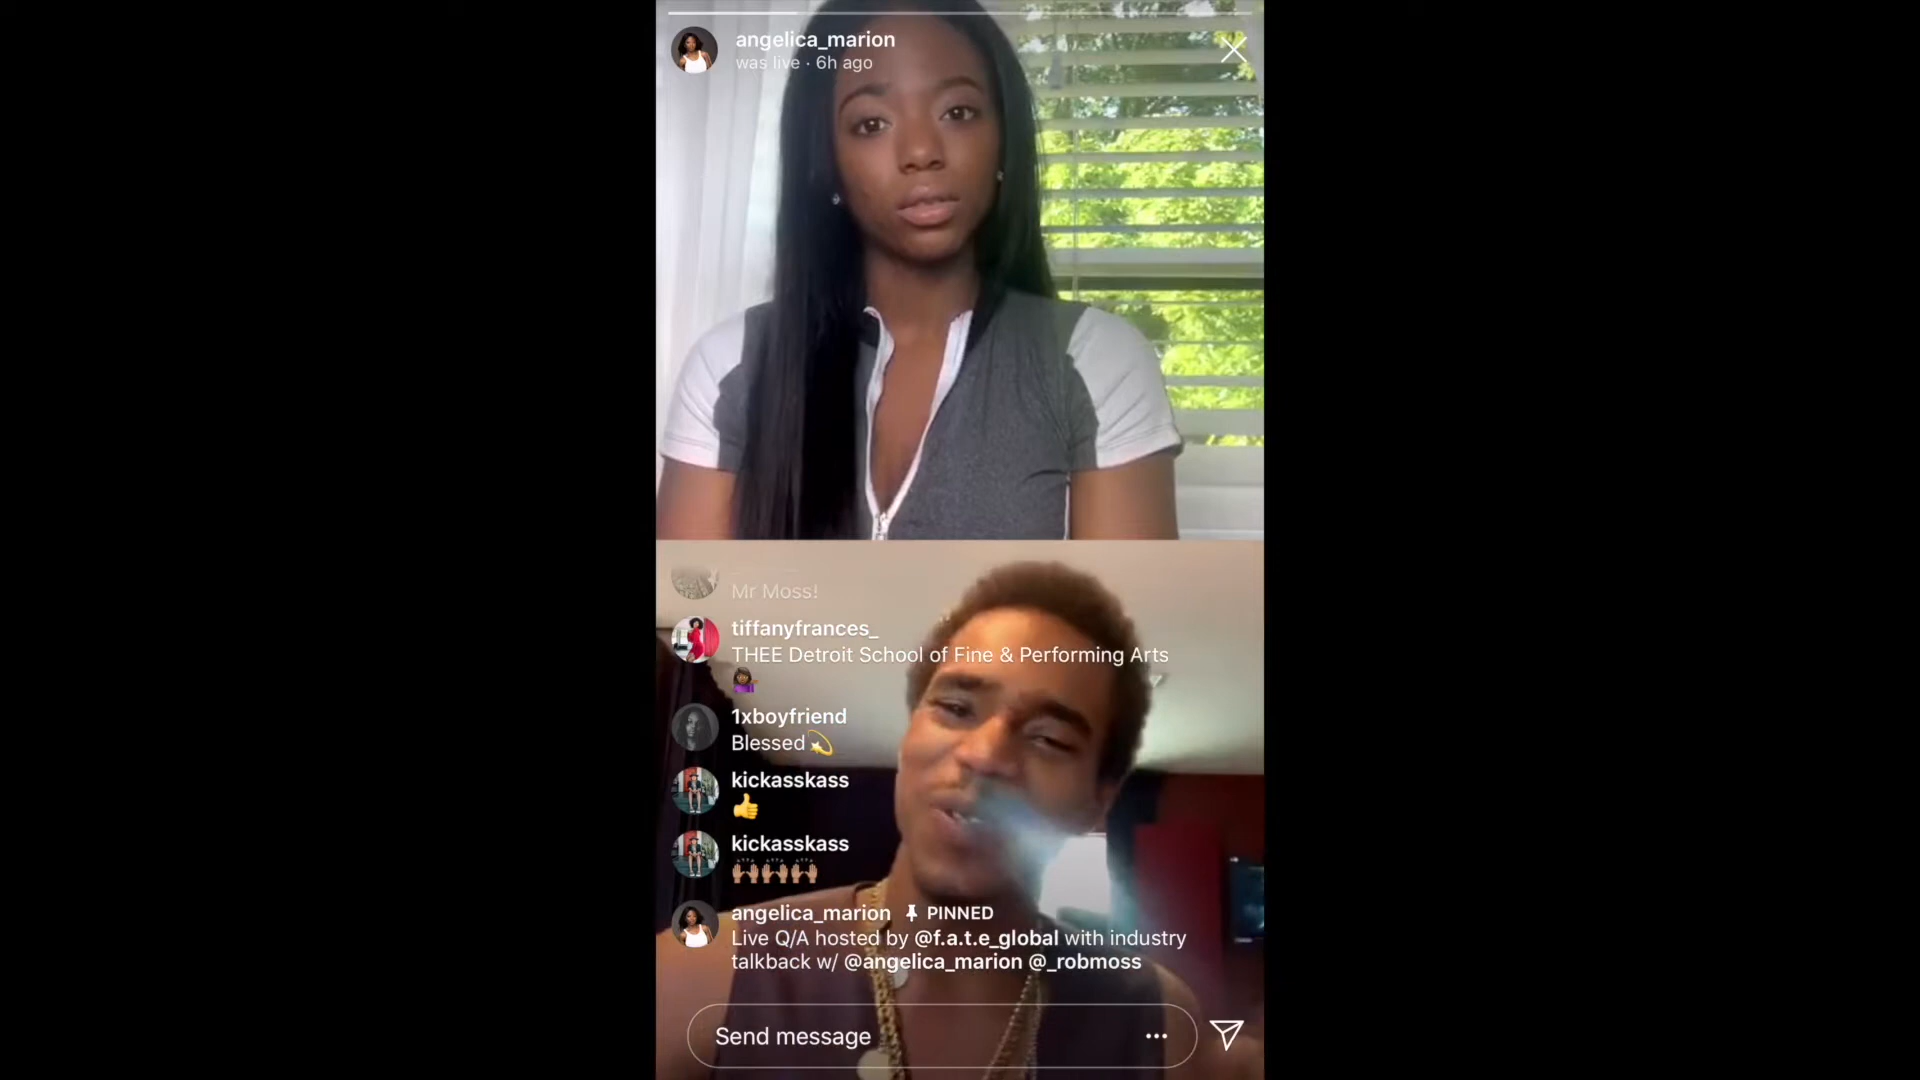 angelica_marion
was live · 6h ago
Mr Moss!
tiffanyfrances_
THEE Detroit School of Fine & Performing Arts
💁🏾‍♀️
1xboyfriend
Blessed💫
kickasskass
👍
kickasskass
🙌🏽🙌🏽🙌🏽
angelica_marion PINNED
Live Q/A hosted by @f.a.t.e_global with industry
talkback w/ @angelica_marion @_robmoss
Send message